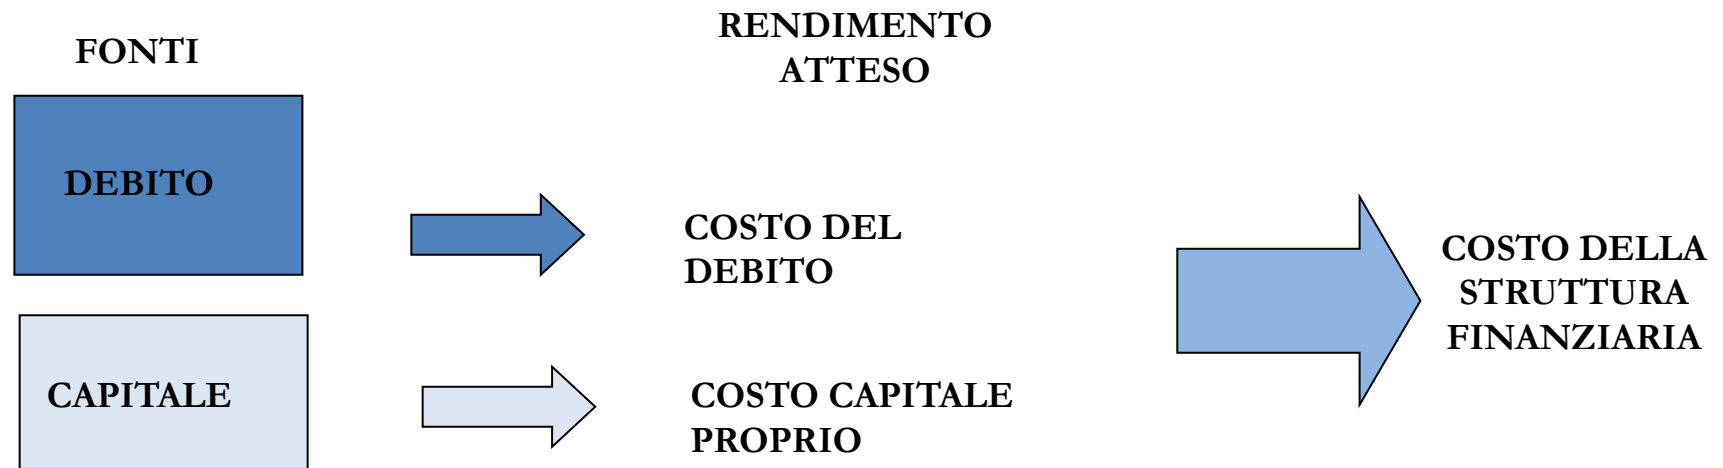 FONTI
RENDIMENTO
ATTESO
DEBITO
COSTO DEL
DEBITO
CAPITALE
COSTO CAPITALE
PROPRIO
COSTO DELLA
STRUTTURA
FINANZIARIA